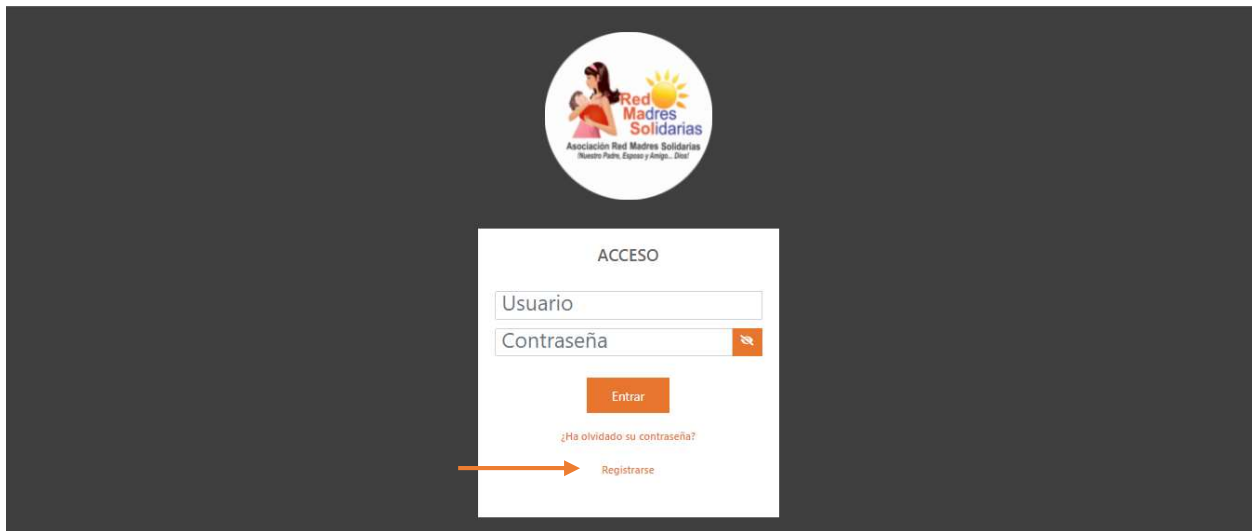 Red
Madres
Solidarias
Asociación Red Madres Solidarias
!Nuestro Padre, Esposo y Amigo... Dios!
ACCESO
Usuario
Contraseña
Entrar
¿Ha olvidado su contraseña?
Registrarse